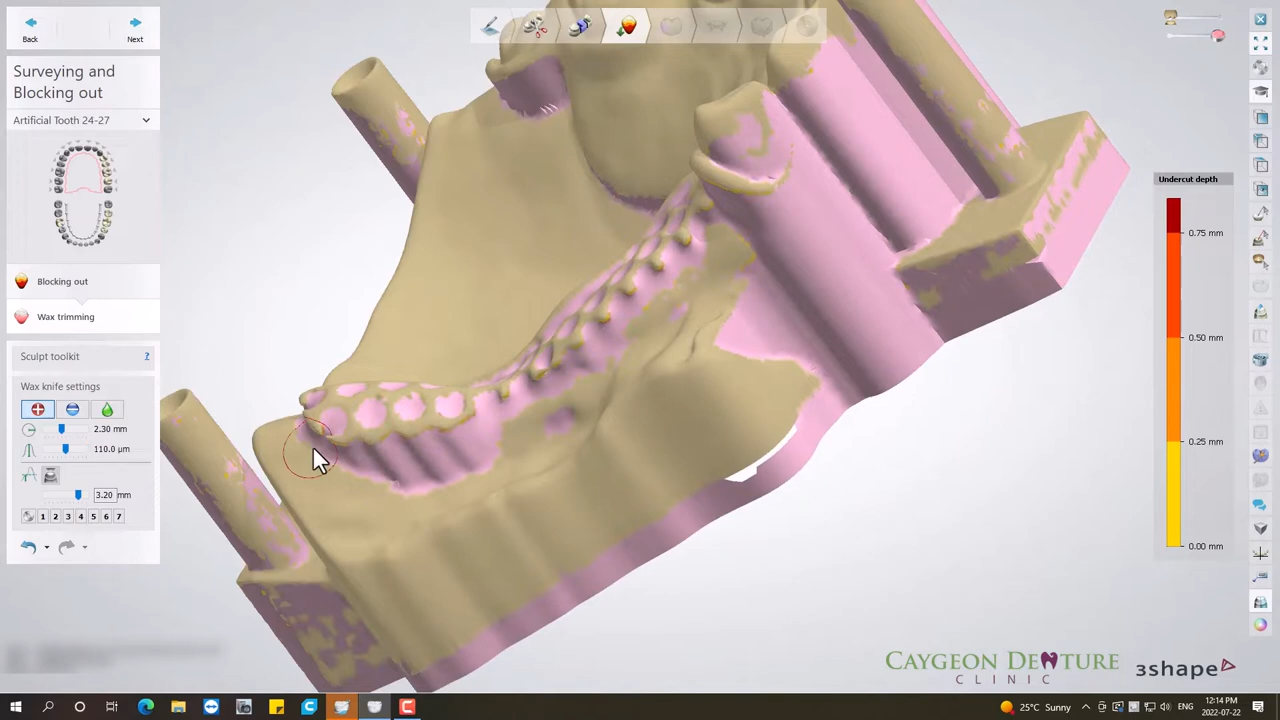 Back
Next
Surveying and
Blocking out
Artificial Tooth 24-27
Blocking out
Wax trimming
Sculpt toolkit
?
Wax knife settings
2.30 mm
110.0 µm
3.20 mm
1 2 3 4 5 6 7
Undercut depth
0.75 mm
0.50 mm
0.25 mm
0.00 mm
CAYGEON DENTURE
CLINIC
3shape
25°C Sunny
ENG
12:14 PM
2022-07-22